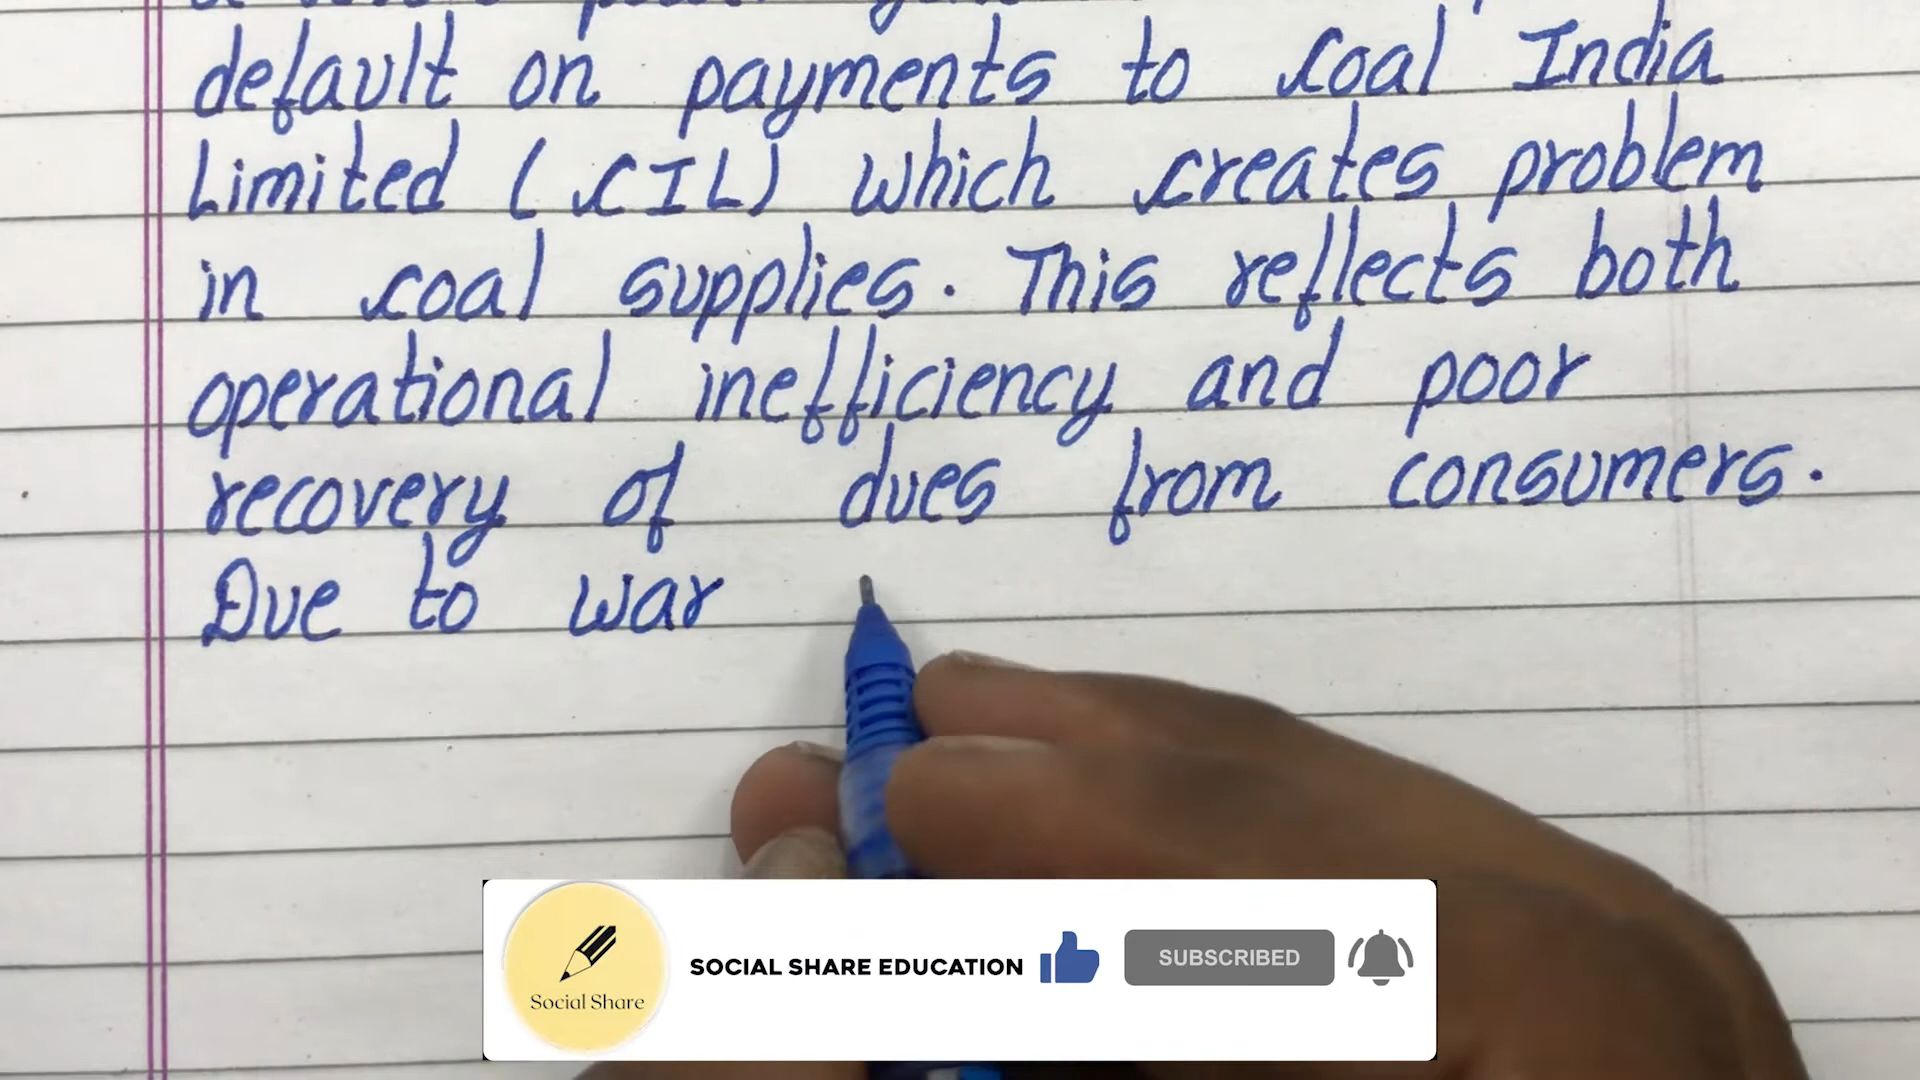 default on payments to coal India
Limited (CIL) which creates problem
in coal supplies. This reflects both
operational inefficiency and poor
recovery of dues from consumers.
Due to war
Social Share
SOCIAL SHARE EDUCATION
SUBSCRIBED